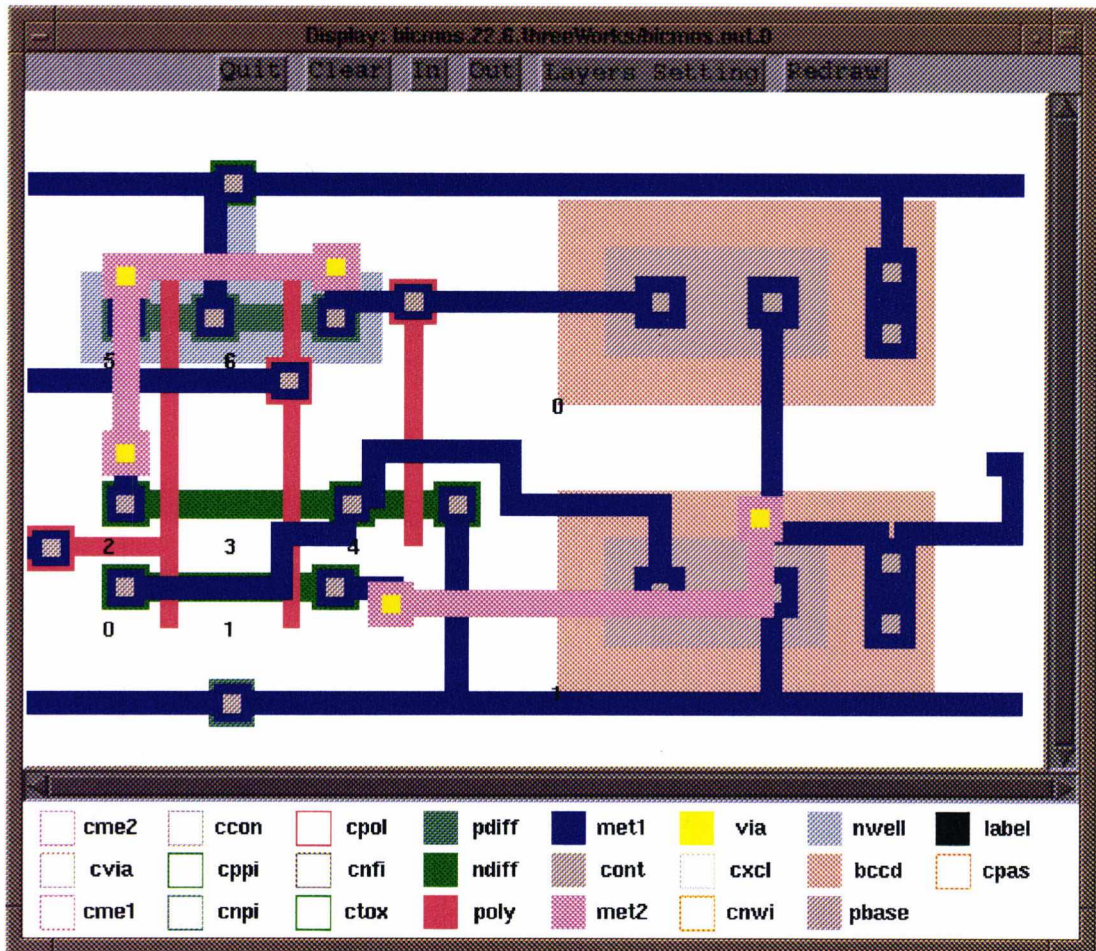 Display: bicmos.22.6.threeWorks/bicmos.out.0
Quit Clear In Out Layers Setting Redraw
5 6
0
2 3 4
0 1
1
cme2 ccon cpol pdiff met1 via nwell label
cvia cppi cnfi ndiff cont cxcl bccd cpas
cme1 cnpi ctox poly met2 cnwi pbase